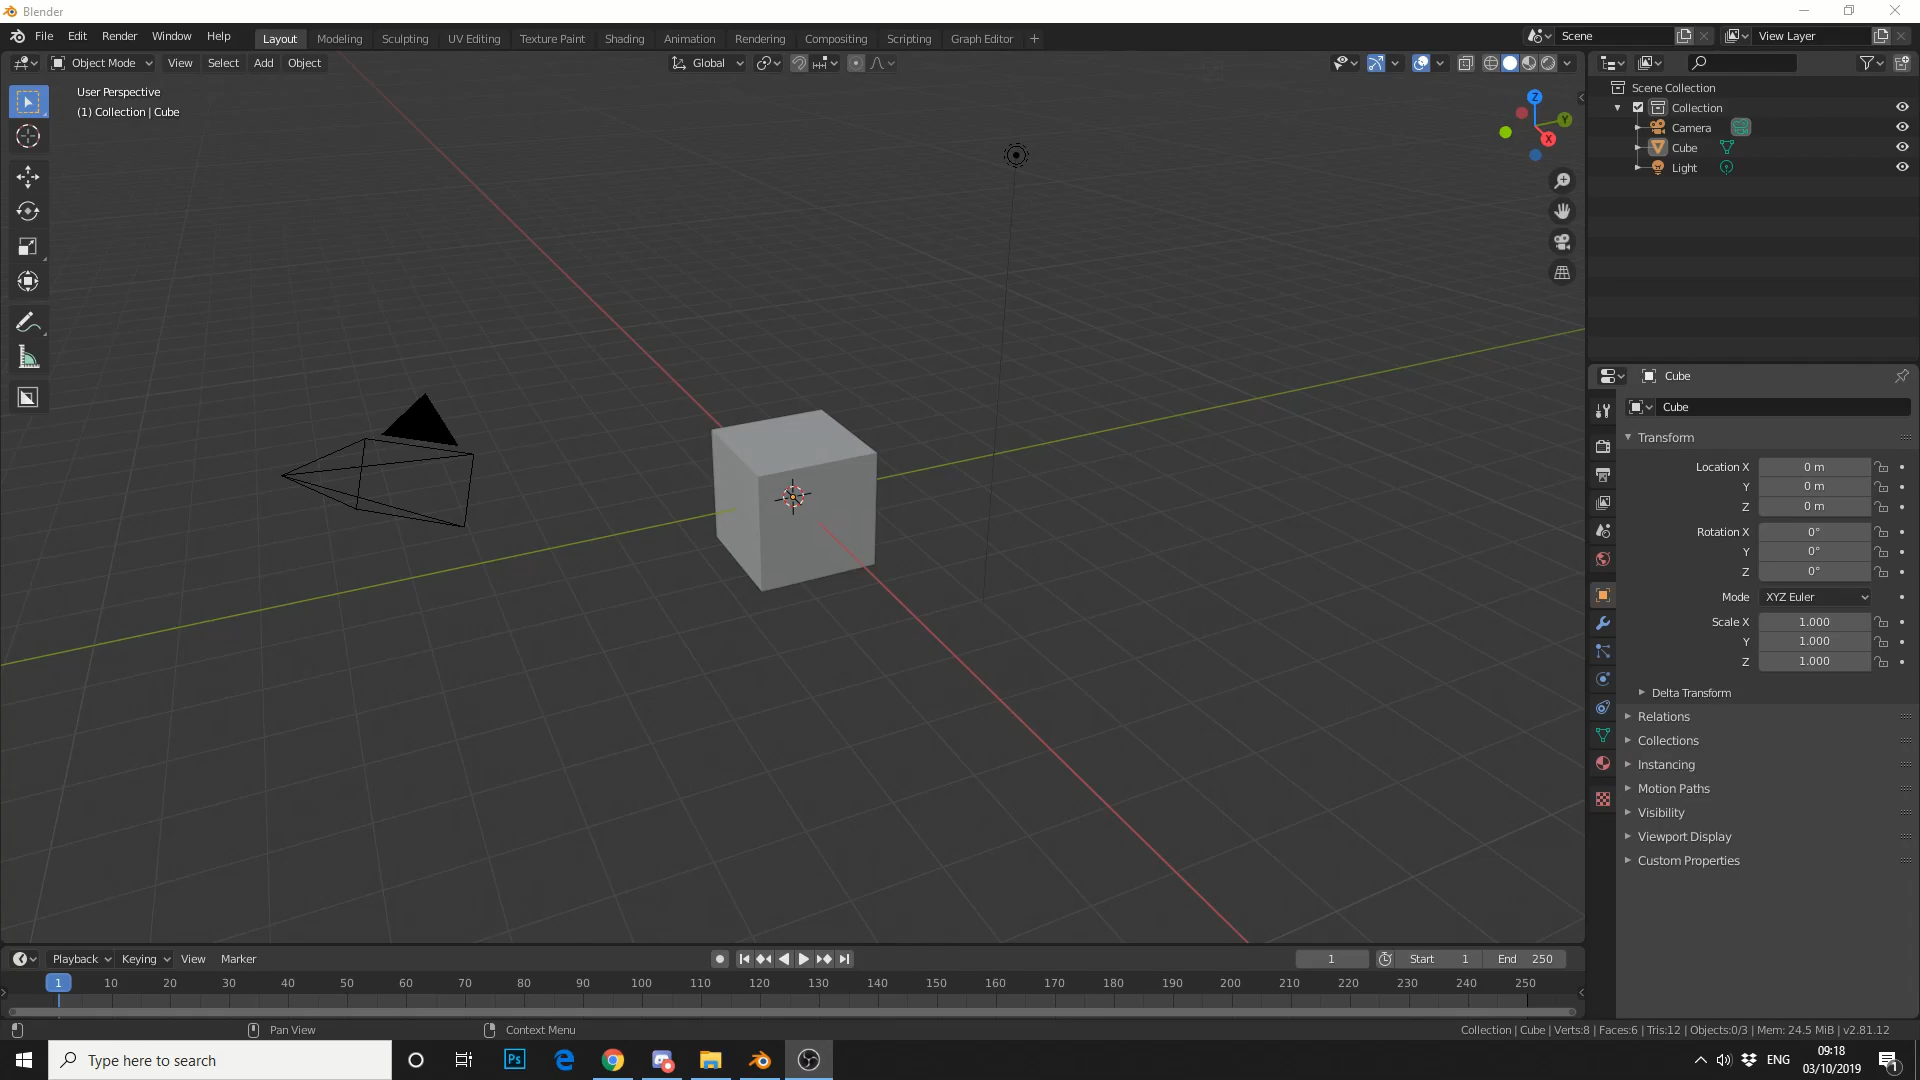 Blender
File Edit Render Window Help Layout Modeling Sculpting UV Editing Texture Paint Shading Animation Rendering Compositing Scripting Graph Editor + Scene View Layer
Object Mode View Select Add Object Global
User Perspective
(1) Collection | Cube
Z
Y
X
Scene Collection
Collection
Camera
Cube
Light
Cube
Cube
Transform
Location X 0 m
Y 0 m
Z 0 m
Rotation X 0°
Y 0°
Z 0°
Mode XYZ Euler
Scale X 1.000
Y 1.000
Z 1.000
Delta Transform
Relations
Collections
Instancing
Motion Paths
Visibility
Viewport Display
Custom Properties
Playback Keying View Marker 1 Start 1 End 250
1 10 20 30 40 50 60 70 80 90 100 110 120 130 140 150 160 170 180 190 200 210 220 230 240 250
Pan View Context Menu Collection | Cube | Verts:8 | Faces:6 | Tris:12 | Objects:0/3 | Mem: 24.5 MiB | v2.81.12
Type here to search Ps ENG 09:18
03/10/2019 1